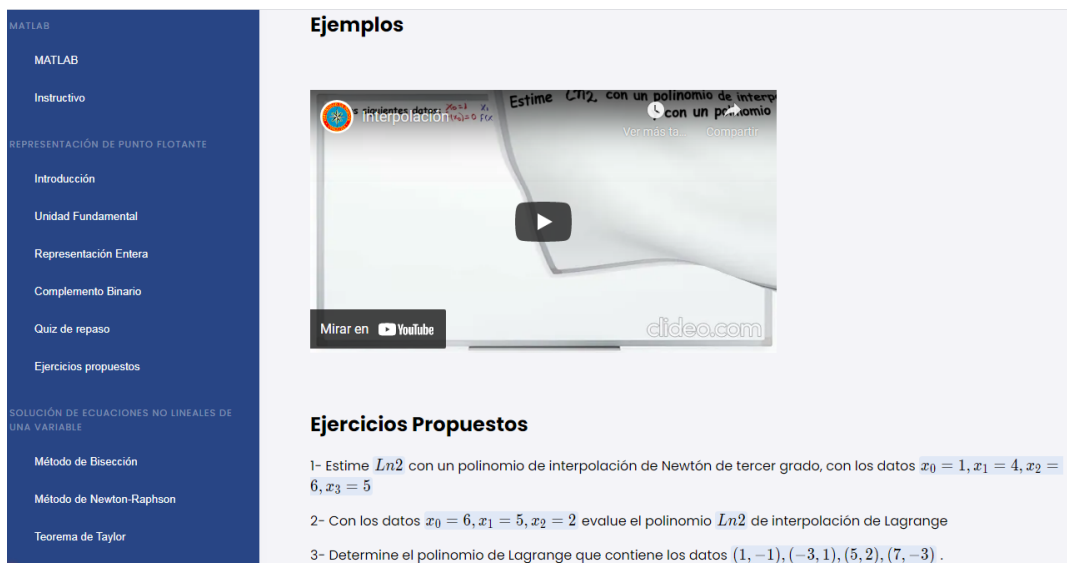 MATLAB
MATLAB
Instructivo
REPRESENTACIÓN DE PUNTO FLOTANTE
Introducción
Unidad Fundamental
Representación Entera
Complemento Binario
Quiz de repaso
Ejercicios propuestos
SOLUCIÓN DE ECUACIONES NO LINEALES DE
UNA VARIABLE
Método de Bisección
Método de Newton-Raphson
Teorema de Taylor
Ejemplos
Interpolación
siguientes datos:
Estime Ln2, con un polinomio de interp
con un polinomio
Ver más ta...
Compartir
Mirar en YouTube
clideo.com
Ejercicios Propuestos
1- Estime Ln2 con un polinomio de interpolación de Newtón de tercer grado, con los datos x₀ = 1, x₁ = 4, x₂ =
6, x₃ = 5
2- Con los datos x₀ = 6, x₁ = 5, x₂ = 2 evalue el polinomio Ln2 de interpolación de Lagrange
3- Determine el polinomio de Lagrange que contiene los datos (1, −1), (−3, 1), (5, 2), (7, −3) .